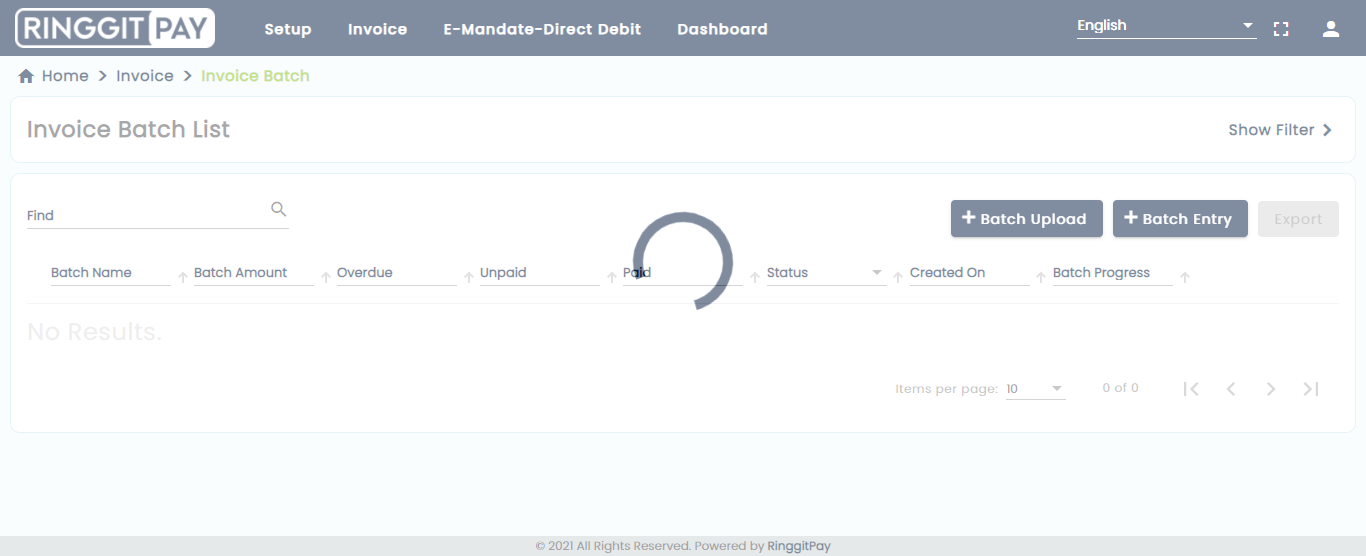 RINGGIT PAY Setup Invoice E-Mandate-Direct Debit Dashboard English
Home Invoice Invoice Batch
Invoice Batch List Show Filter
Find Batch Upload Batch Entry Export
Batch Name Batch Amount Overdue Unpaid Paid Status Created On Batch Progress
No Results.
Items per page: 10 0 of 0
© 2021 All Rights Reserved. Powered by RinggitPay